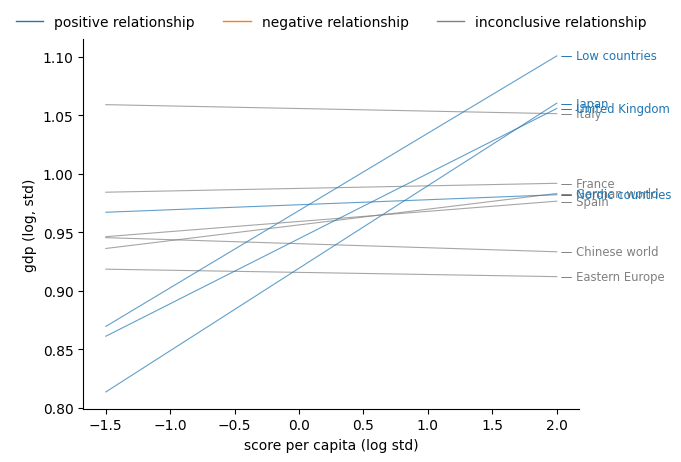 positive relationship negative relationship inconclusive relationship
1.10
1.05
1.00
0.95
0.90
0.85
0.80
gdp (log, std)
Low countries
Japan
United Kingdom
Italy
France
German world
Nordic countries
Spain
Chinese world
Eastern Europe
−1.5 −1.0 −0.5 0.0 0.5 1.0 1.5 2.0
score per capita (log std)